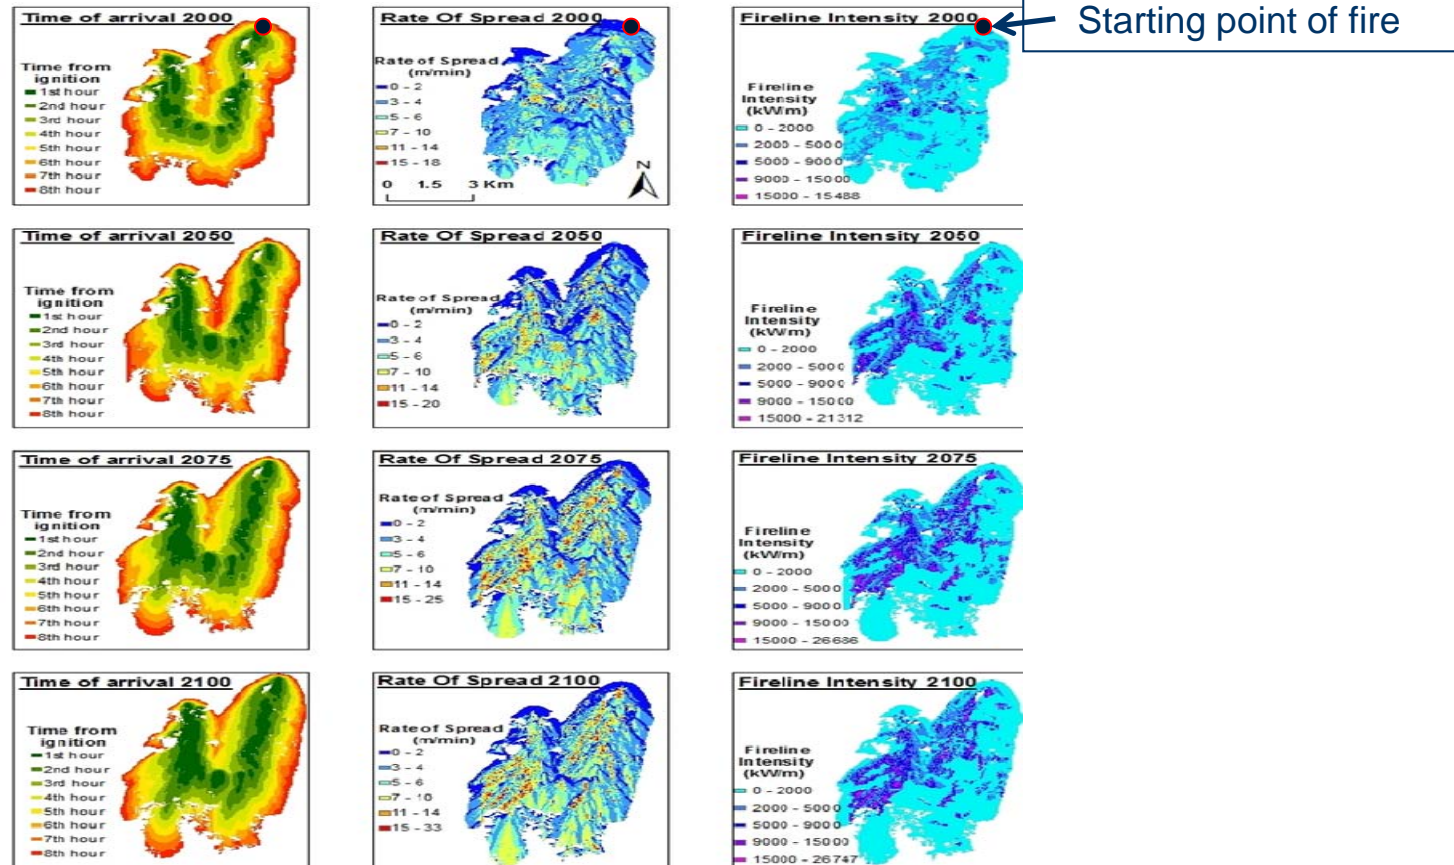 Time of arrival 2000
Time from
ignition
1st hour
2nd hour
3rd hour
4th hour
5th hour
6th hour
7th hour
8th hour
Rate Of Spread 2000
Rate of Spread
(m/min)
0 - 2
3 - 4
5 - 6
7 - 10
11 - 14
15 - 18
0 1.5 3 Km
N
Fireline Intensity 2000
Fireline
Intensity
(kW/m)
0 - 2000
2000 - 5000
5000 - 9000
9000 - 15000
15000 - 15488
Starting point of fire
Time of arrival 2050
Time from
ignition
1st hour
2nd hour
3rd hour
4th hour
5th hour
6th hour
7th hour
8th hour
Rate Of Spread 2050
Rate of Spread
(m/min)
0 - 2
3 - 4
5 - 6
7 - 10
11 - 14
15 - 20
Fireline Intensity 2050
Fireline
Intensity
(kW/m)
0 - 2000
2000 - 5000
5000 - 9000
9000 - 15000
15000 - 21312
Time of arrival 2075
Time from
ignition
1st hour
2nd hour
3rd hour
4th hour
5th hour
6th hour
7th hour
8th hour
Rate Of Spread 2075
Rate of Spread
(m/min)
0 - 2
3 - 4
5 - 6
7 - 10
11 - 14
15 - 25
Fireline Intensity 2075
Fireline
Intensity
(kW/m)
0 - 2000
2000 - 5000
5000 - 9000
9000 - 15000
15000 - 26686
Time of arrival 2100
Time from
ignition
1st hour
2nd hour
3rd hour
4th hour
5th hour
6th hour
7th hour
8th hour
Rate Of Spread 2100
Rate of Spread
(m/min)
0 - 2
3 - 4
5 - 6
7 - 10
11 - 14
15 - 33
Fireline Intensity 2100
Fireline
Intensity
(kW/m)
0 - 2000
2000 - 5000
5000 - 9000
9000 - 15000
15000 - 26747